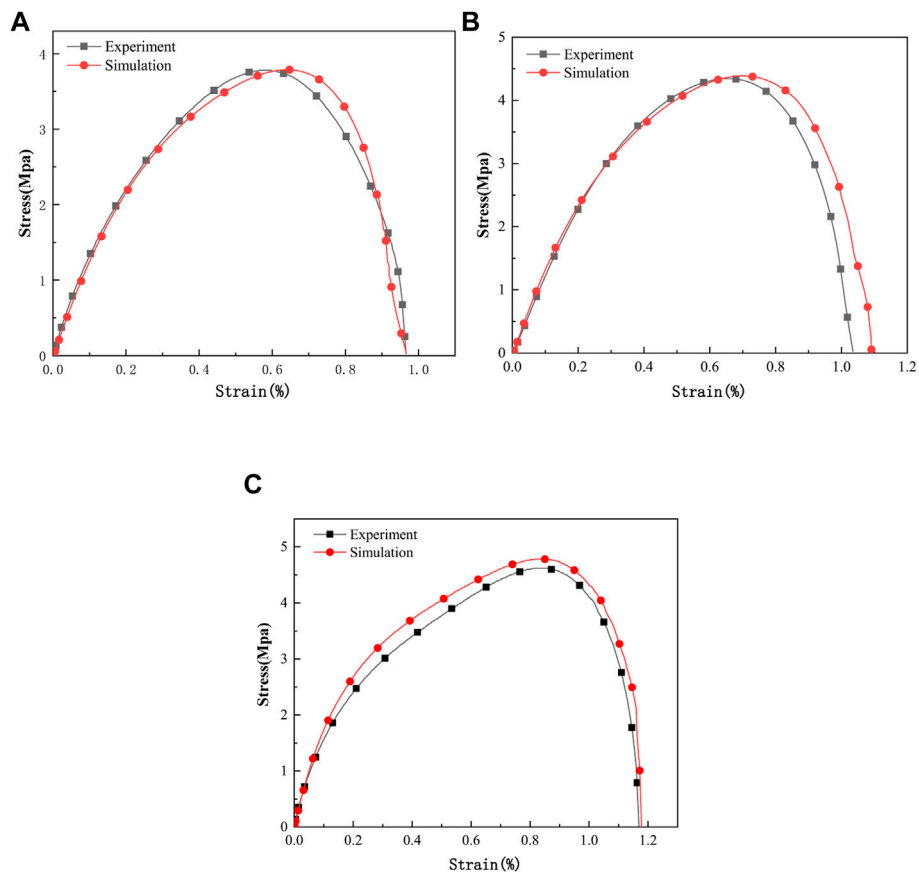 A
Experiment
Simulation
Stress(Mpa)
4
3
2
1
0
0.0 0.2 0.4 0.6 0.8 1.0
Strain(%)
B
Experiment
Simulation
Stress(Mpa)
5
4
3
2
1
0
0.0 0.2 0.4 0.6 0.8 1.0 1.2
Strain(%)
C
Experiment
Simulation
Stress(Mpa)
5
4
3
2
1
0
0.0 0.2 0.4 0.6 0.8 1.0 1.2
Strain(%)